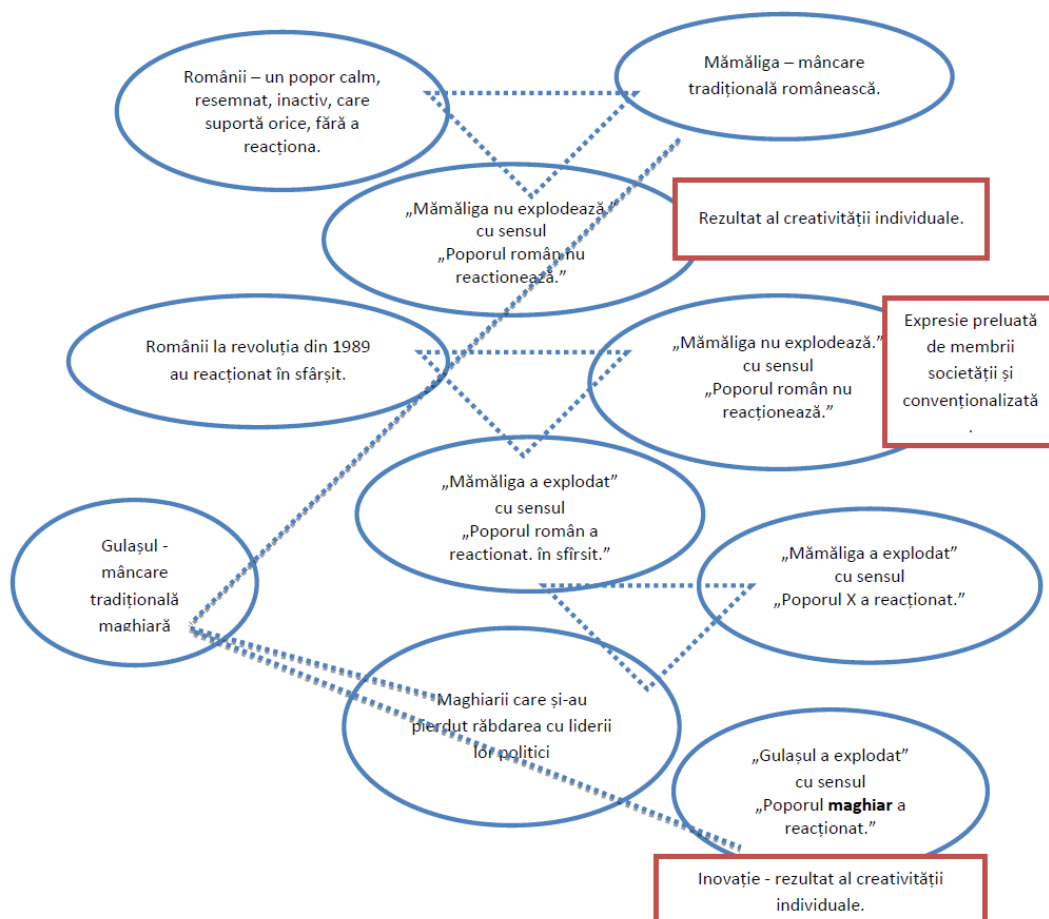 Românii – un popor calm,
resemnat, inactiv, care
suportă orice, fără a
reacționa.
Mămăliga – mâncare
tradițională românească.
„Mămăliga nu explodează.”
cu sensul
„Poporul român nu
reacționează.”
Rezultat al creativității individuale.
Românii la revoluția din 1989
au reacționat în sfârșit.
„Mămăliga nu explodează.”
cu sensul
„Poporul român nu
reacționează.”
Expresie preluată
de membrii
societății și
convenționalizată
.
„Mămăliga a explodat”
cu sensul
„Poporul român a
reactionat. în sfîrsit.”
Gulașul -
mâncare
tradițională
maghiară
„Mămăliga a explodat”
cu sensul
„Poporul X a reacționat.”
Maghiarii care și-au
pierdut răbdarea cu liderii
lor politici
„Gulașul a explodat”
cu sensul
„Poporul maghiar a
reacționat.”
Inovație - rezultat al creativității
individuale.